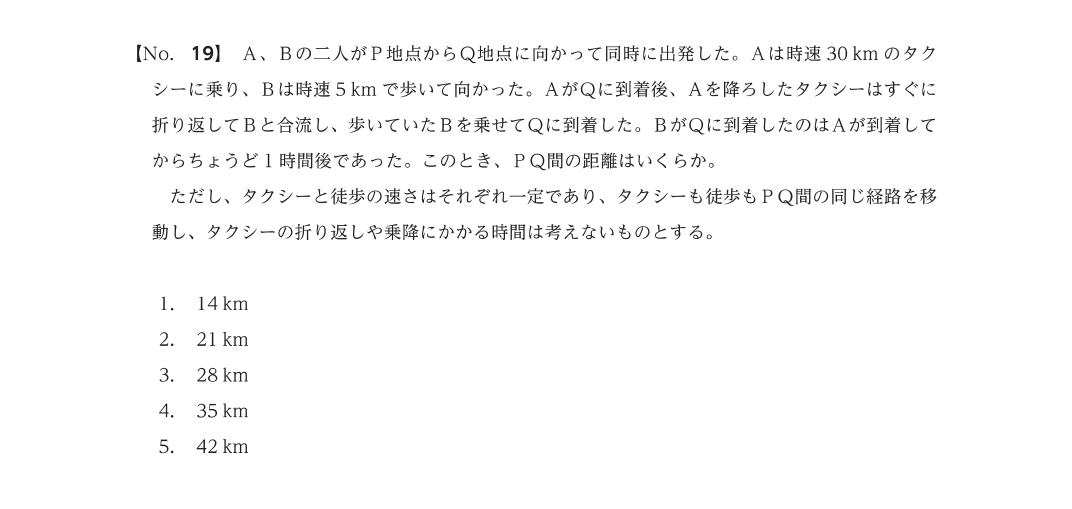 【No. 19】 A、Bの二人がP地点からQ地点に向かって同時に出発した。Aは時速 30 km のタク
シーに乗り、Bは時速 5 km で歩いて向かった。AがQに到着後、Aを降ろしたタクシーはすぐに
折り返してBと合流し、歩いていたBを乗せてQに到着した。BがQに到着したのはAが到着して
からちょうど 1 時間後であった。このとき、PQ間の距離はいくらか。
ただし、タクシーと徒歩の速さはそれぞれ一定であり、タクシーも徒歩もPQ間の同じ経路を移
動し、タクシーの折り返しや乗降にかかる時間は考えないものとする。
1. 14 km
2. 21 km
3. 28 km
4. 35 km
5. 42 km